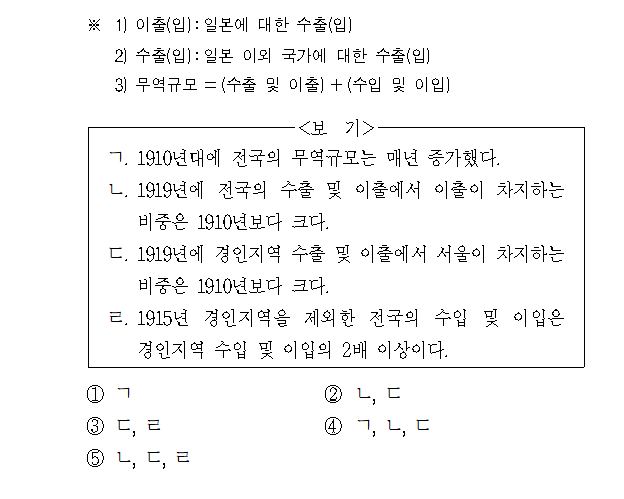 ※ 1) 이출(입) : 일본에 대한 수출(입)
2) 수출(입) : 일본 이외 국가에 대한 수출(입)
3) 무역규모 = (수출 및 이출) + (수입 및 이입)
<보 기>
ㄱ. 1910년대에 전국의 무역규모는 매년 증가했다.
ㄴ. 1919년에 전국의 수출 및 이출에서 이출이 차지하는
비중은 1910년보다 크다.
ㄷ. 1919년에 경인지역 수출 및 이출에서 서울이 차지하는
비중은 1910년보다 크다.
ㄹ. 1915년 경인지역을 제외한 전국의 수입 및 이입은
경인지역 수입 및 이입의 2배 이상이다.
① ㄱ ② ㄴ, ㄷ
③ ㄷ, ㄹ ④ ㄱ, ㄴ, ㄷ
⑤ ㄴ, ㄷ, ㄹ